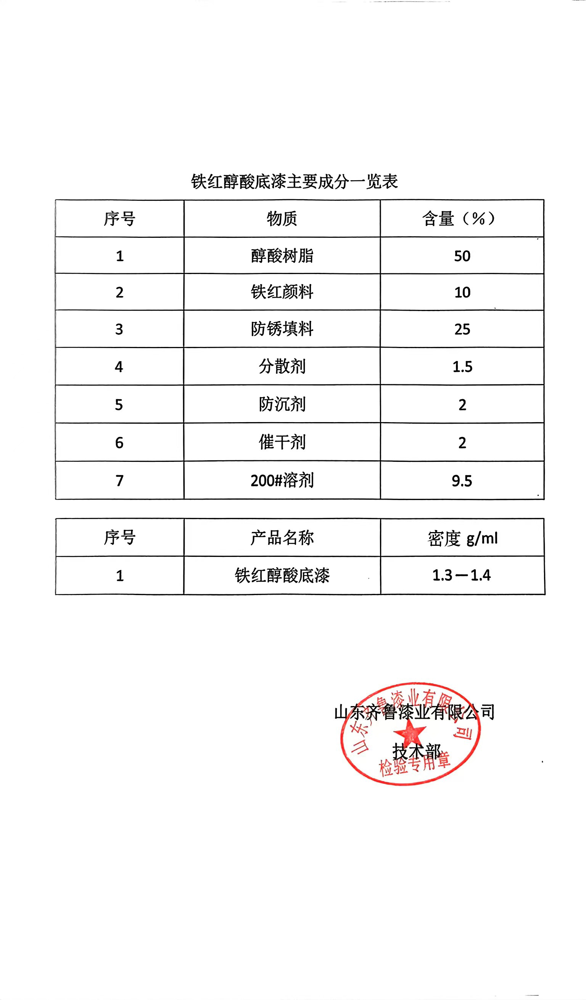 铁红醇酸底漆主要成分一览表
序号 物质 含量（%）
1 醇酸树脂 50
2 铁红颜料 10
3 防锈填料 25
4 分散剂 1.5
5 防沉剂 2
6 催干剂 2
7 200#溶剂 9.5
序号 产品名称 密度 g/ml
1 铁红醇酸底漆 1.3—1.4
山东齐鲁漆业有限公司
技术部
山东齐鲁漆业有限公司
检验专用章